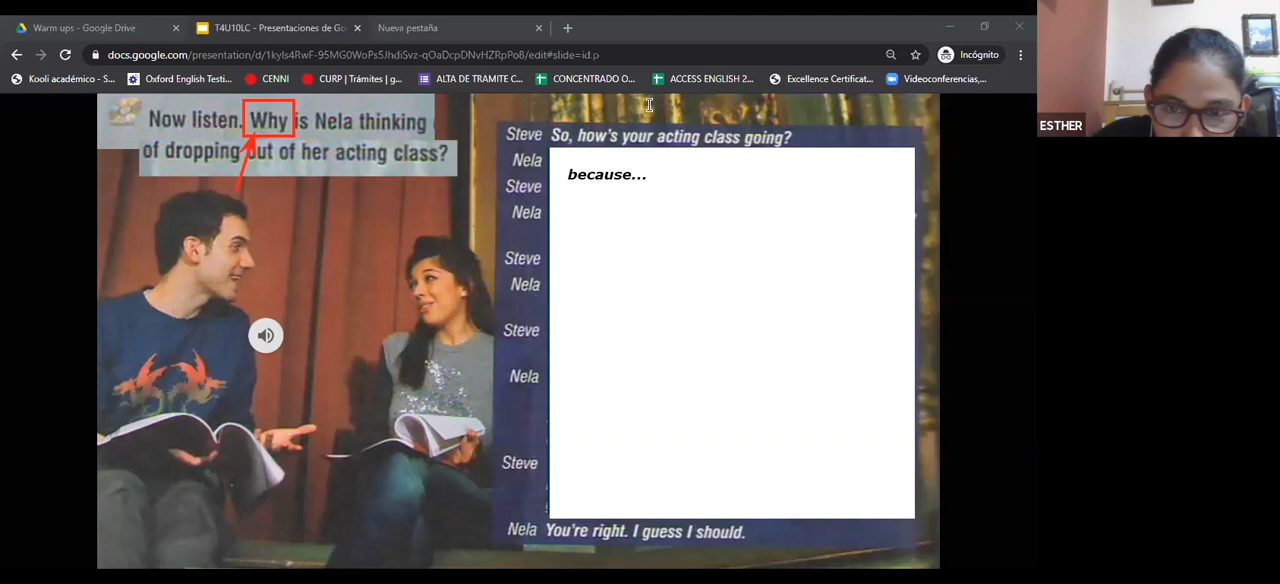 Warm ups - Google Drive
T4U10LC - Presentaciones de Go
Nueva pestaña
docs.google.com/presentation/d/1kyls4RwF-95MG0WoPs5JhdiSvz-qOaDcpDNvHZRpPo8/edit#slide=id.p
Incógnito
Kooli académico - S...
Oxford English Testi...
CENNI
CURP | Trámites | g...
ALTA DE TRAMITE C...
CONCENTRADO O...
ACCESS ENGLISH 2...
Excellence Certificat...
Videoconferencias,...
Now listen. Why is Nela thinking
of dropping out of her acting class?
Steve So, how's your acting class going?
Nela
because...
Steve
Nela
Steve
Nela
Steve
Nela
Steve
Nela You're right. I guess I should.
ESTHER